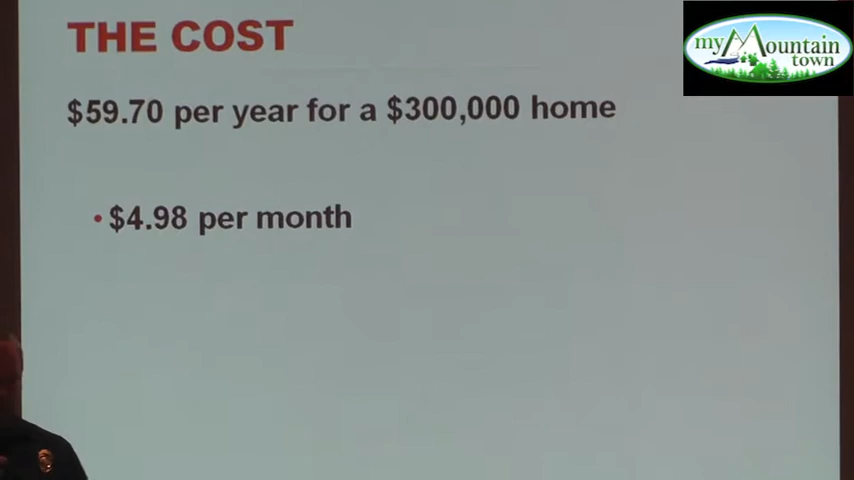 THE COST
my Mountain
town
$59.70 per year for a $300,000 home
• $4.98 per month